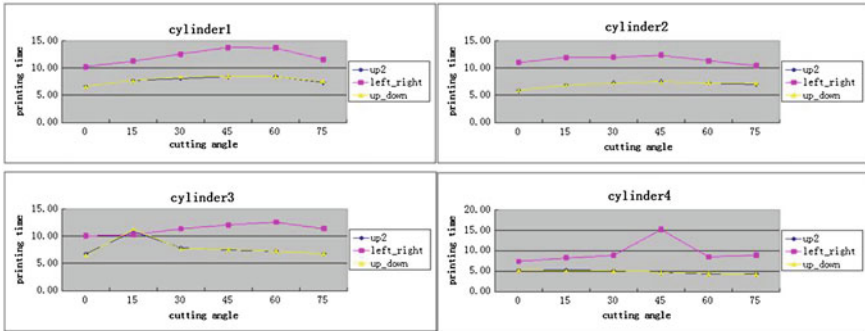 cylinder1
printing time
15.00
10.00
5.00
0.00
0 15 30 45 60 75
cutting angle
up2
left_right
up_down
cylinder2
printing time
15.00
10.00
5.00
0.00
0 15 30 45 60 75
cutting angle
up2
left_right
up_down
cylinder3
printing time
15.00
10.00
5.00
0.00
0 15 30 45 60 75
cutting angle
up2
left_right
up_down
cylinder4
printing time
20.00
15.00
10.00
5.00
0.00
0 15 30 45 60 75
cutting angle
up2
left_right
up_down